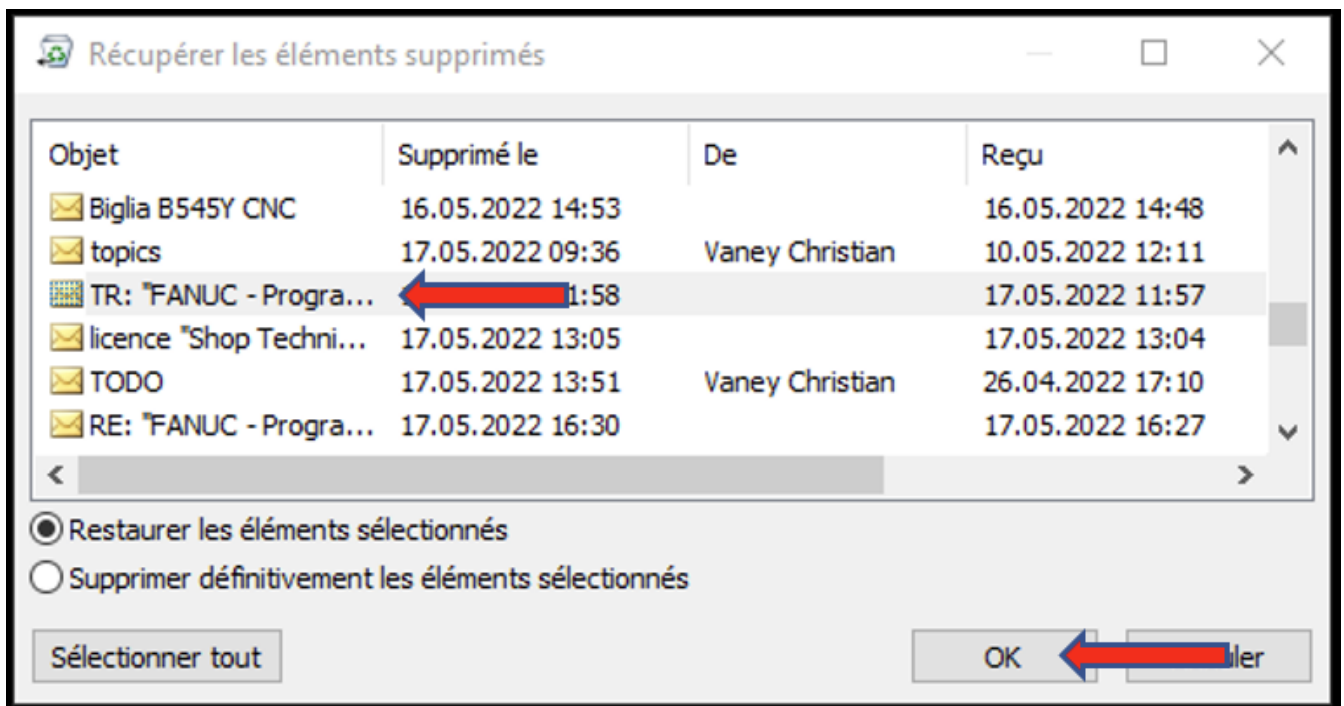 Récupérer les éléments supprimés
Objet Supprimé le De Reçu
Biglia B545Y CNC 16.05.2022 14:53 16.05.2022 14:48
topics 17.05.2022 09:36 Vaney Christian 10.05.2022 12:11
TR: "FANUC - Progra... 1:58 17.05.2022 11:57
licence "Shop Techni... 17.05.2022 13:05 17.05.2022 13:04
TODO 17.05.2022 13:51 Vaney Christian 26.04.2022 17:10
RE: "FANUC - Progra... 17.05.2022 16:30 17.05.2022 16:27
Restaurer les éléments sélectionnés
Supprimer définitivement les éléments sélectionnés
Sélectionner tout OK uler